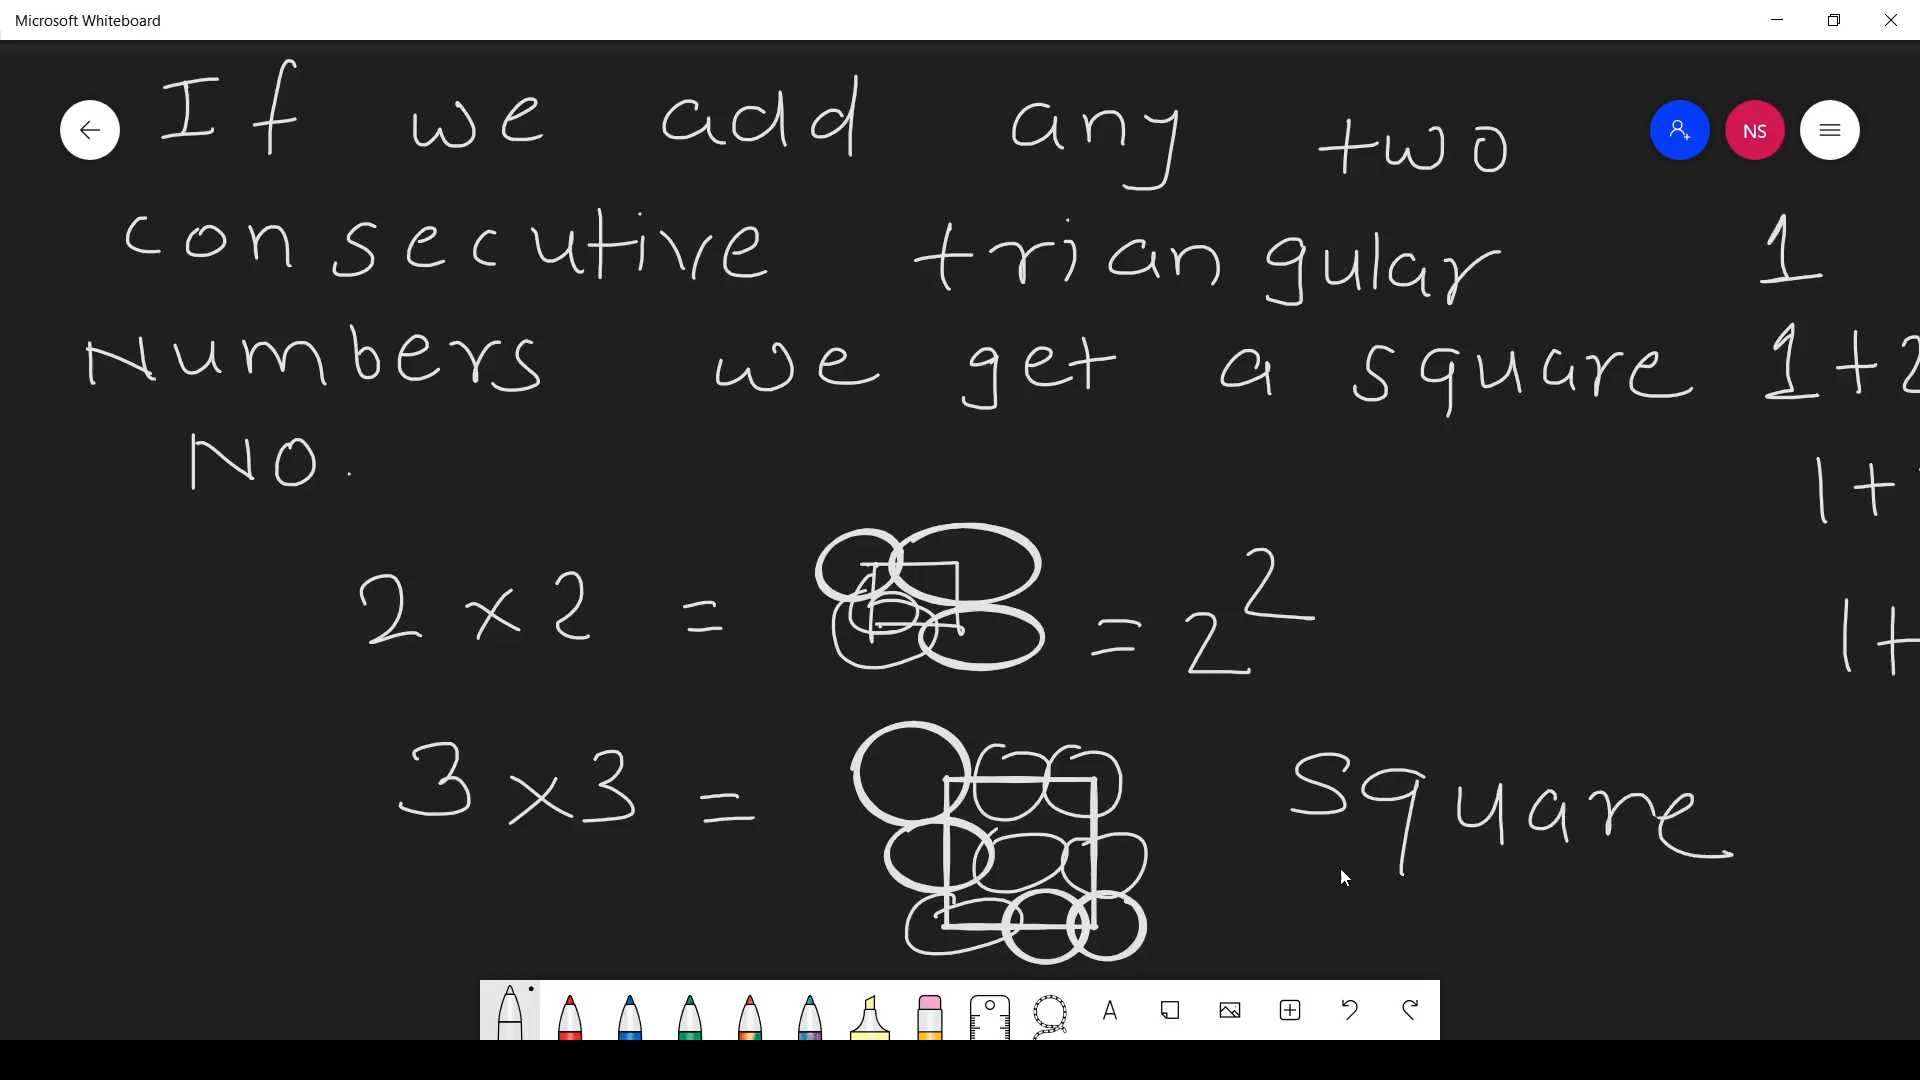 Microsoft Whiteboard
If we add any two
NS
consecutive triangular
1
Numbers we get a square
1+2
NO.
1+
2 × 2 = = 2²
1+
3 × 3 = square
A